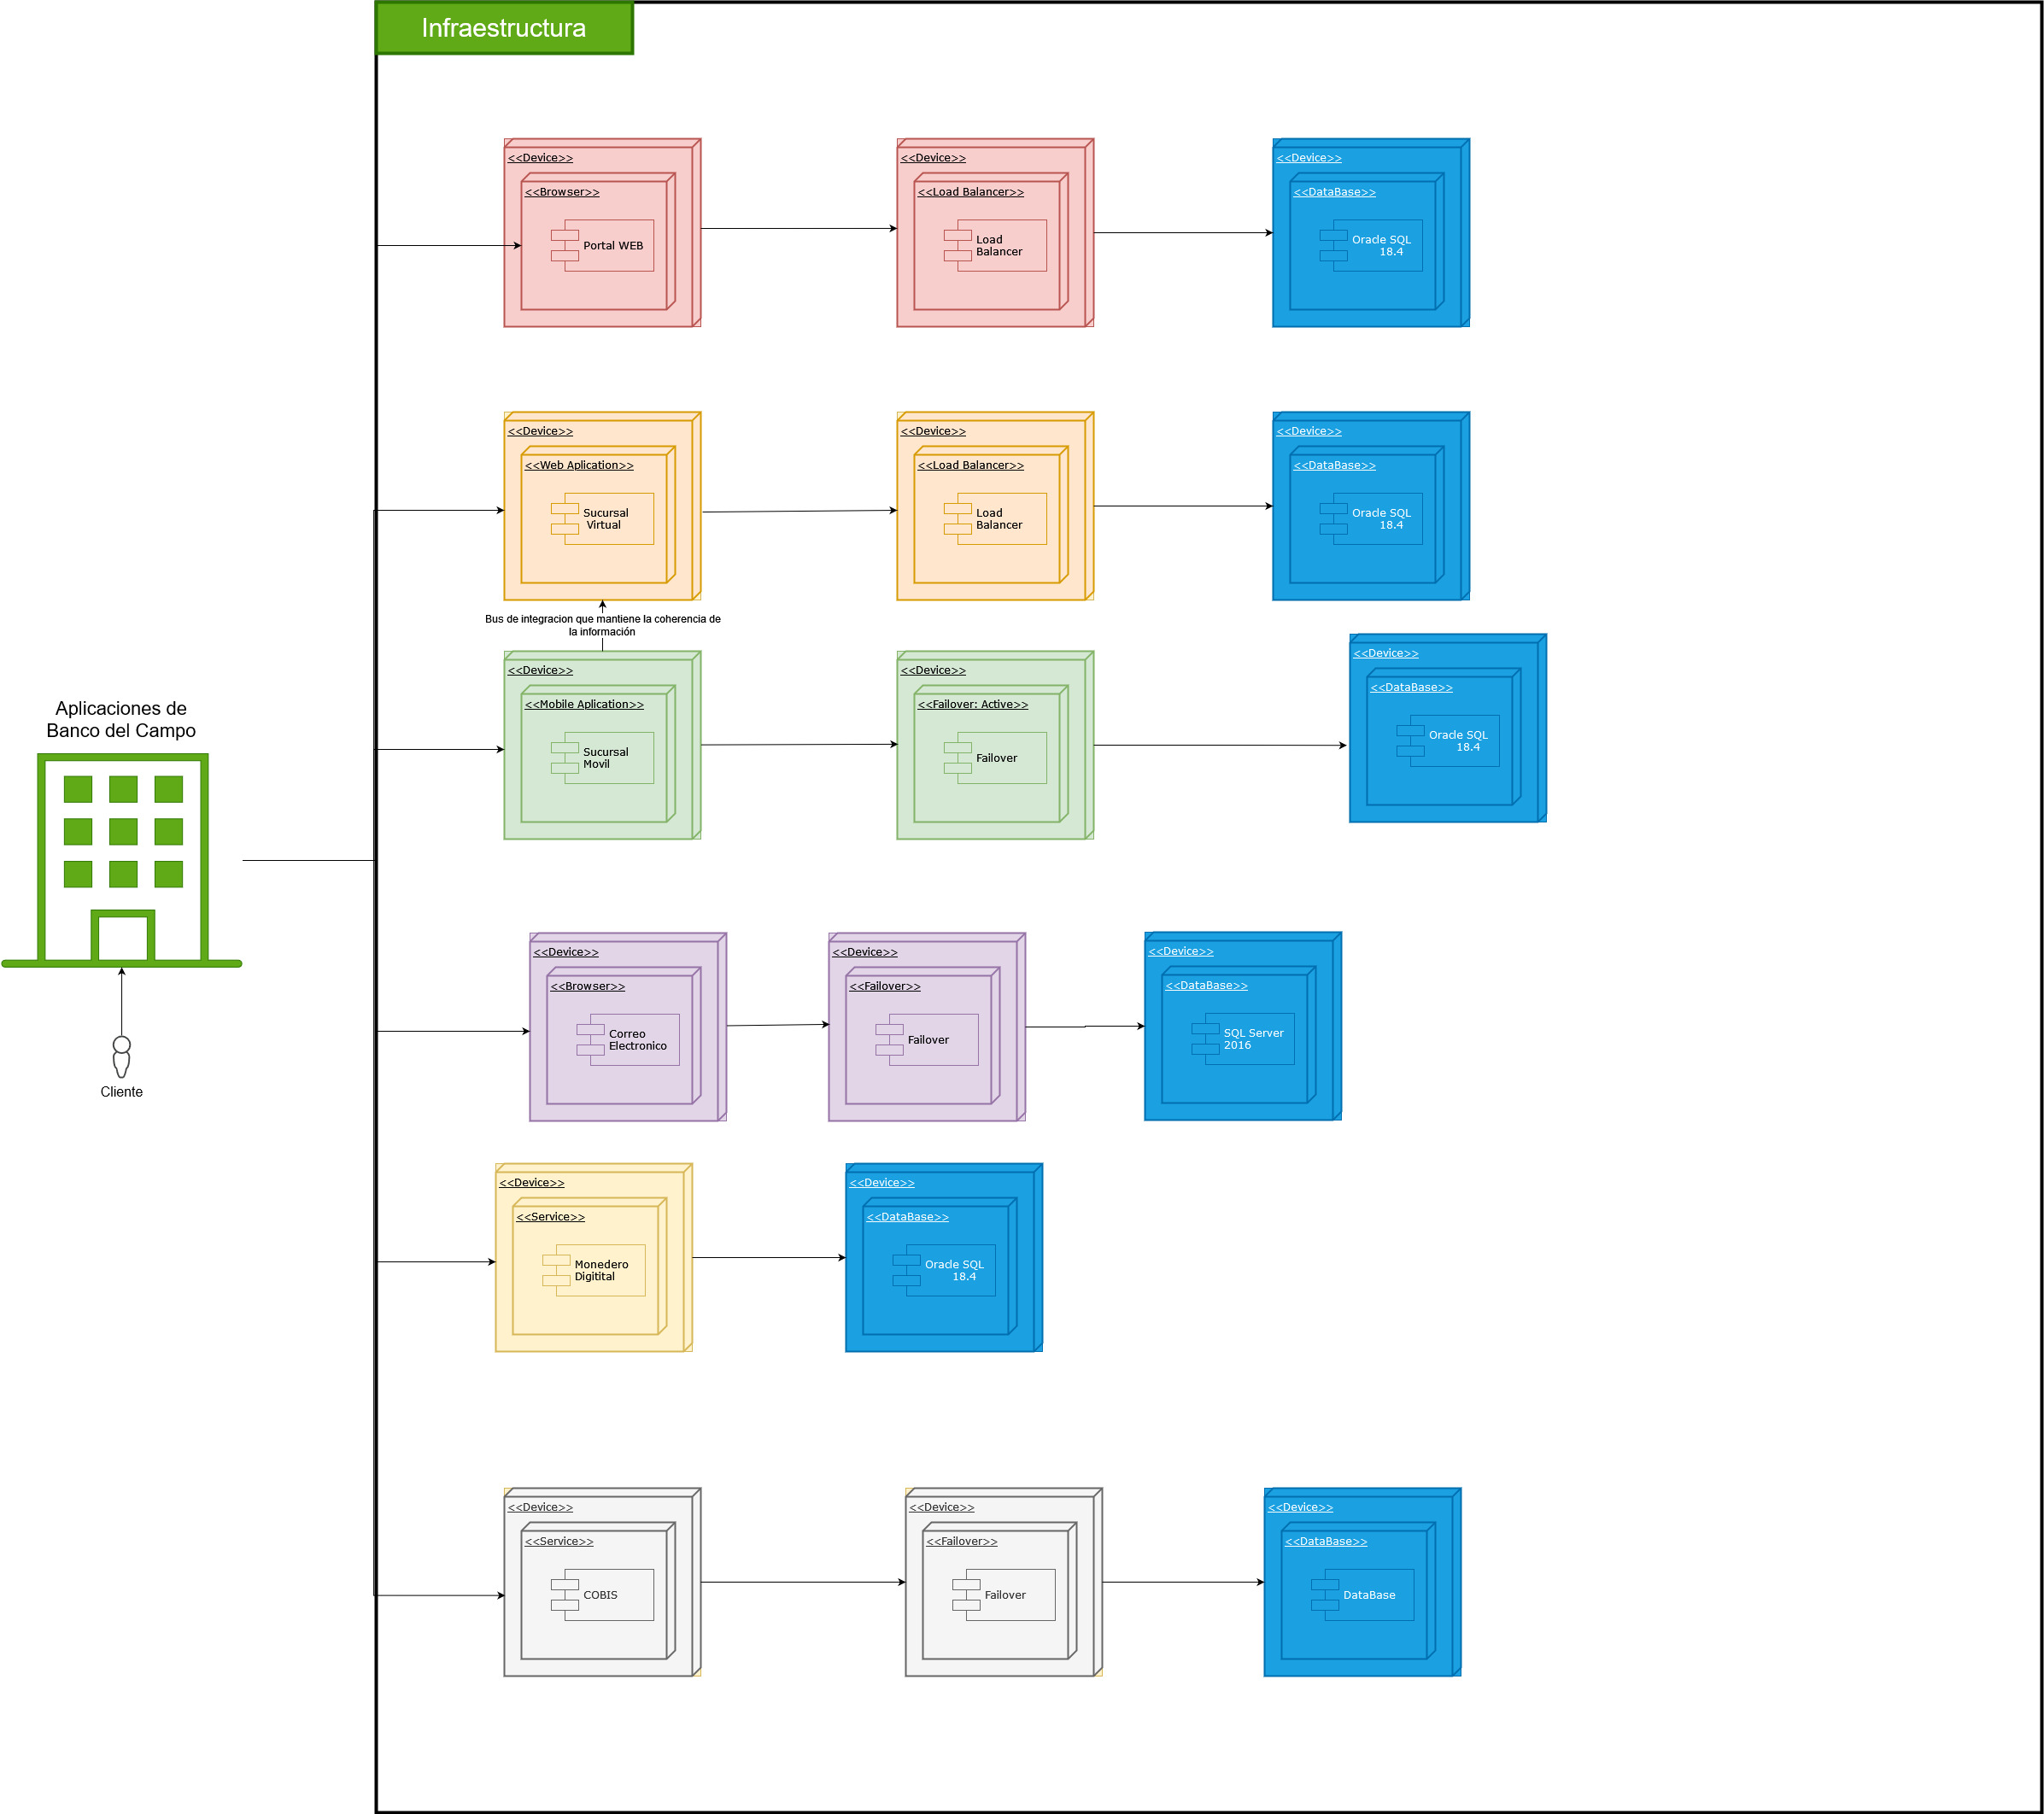 Infraestructura
<<Device>>
<<Browser>>
Portal WEB
<<Device>>
<<Load Balancer>>
Load
Balancer
<<Device>>
<<DataBase>>
Oracle SQL
18.4
<<Device>>
<<Web Aplication>>
Sucursal
Virtual
<<Device>>
<<Load Balancer>>
Load
Balancer
<<Device>>
<<DataBase>>
Oracle SQL
18.4
Bus de integracion que mantiene la coherencia de
la información
<<Device>>
<<Mobile Aplication>>
Sucursal
Movil
<<Device>>
<<Failover: Active>>
Failover
<<Device>>
<<DataBase>>
Oracle SQL
18.4
Aplicaciones de
Banco del Campo
Cliente
<<Device>>
<<Browser>>
Correo
Electronico
<<Device>>
<<Failover>>
Failover
<<Device>>
<<DataBase>>
SQL Server
2016
<<Device>>
<<Service>>
Monedero
Digitital
<<Device>>
<<DataBase>>
Oracle SQL
18.4
<<Device>>
<<Service>>
COBIS
<<Device>>
<<Failover>>
Failover
<<Device>>
<<DataBase>>
DataBase